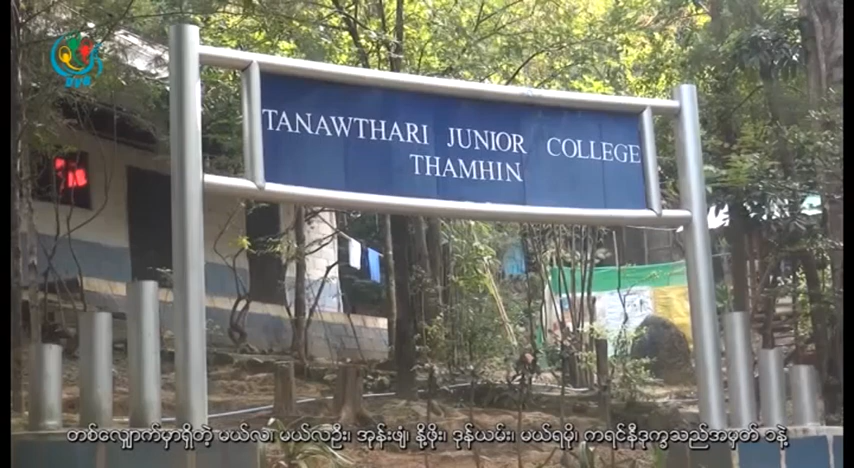 DVB
TANAWTHARI JUNIOR COLLEGE
THAMHIN
တစ်လျှောက်မှာရှိတဲ့ မယ်လ၊ မယ်လဦး၊ အုန်းဖျံ၊ နို့ဖိုး၊ ဒုန်ယမ်း၊ မယ်ရမို၊ ကရင်နီဒုက္ခသည်အမှတ် ၁နဲ့